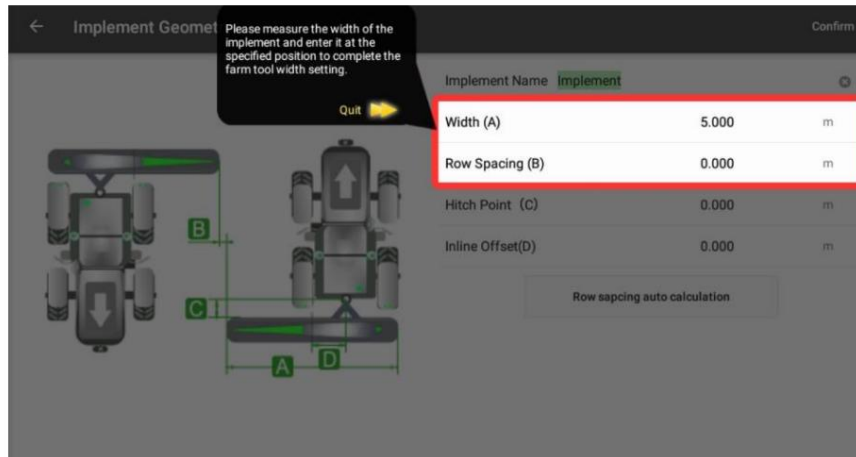 Implement Geomet
Confirm
Please measure the width of the
implement and enter it at the
specified position to complete the
farm tool width setting.
Quit
Implement Name Implement
Width (A) 5.000 m
Row Spacing (B) 0.000 m
Hitch Point (C) 0.000 m
Inline Offset(D) 0.000 m
Row sapcing auto calculation
B
C
A
D